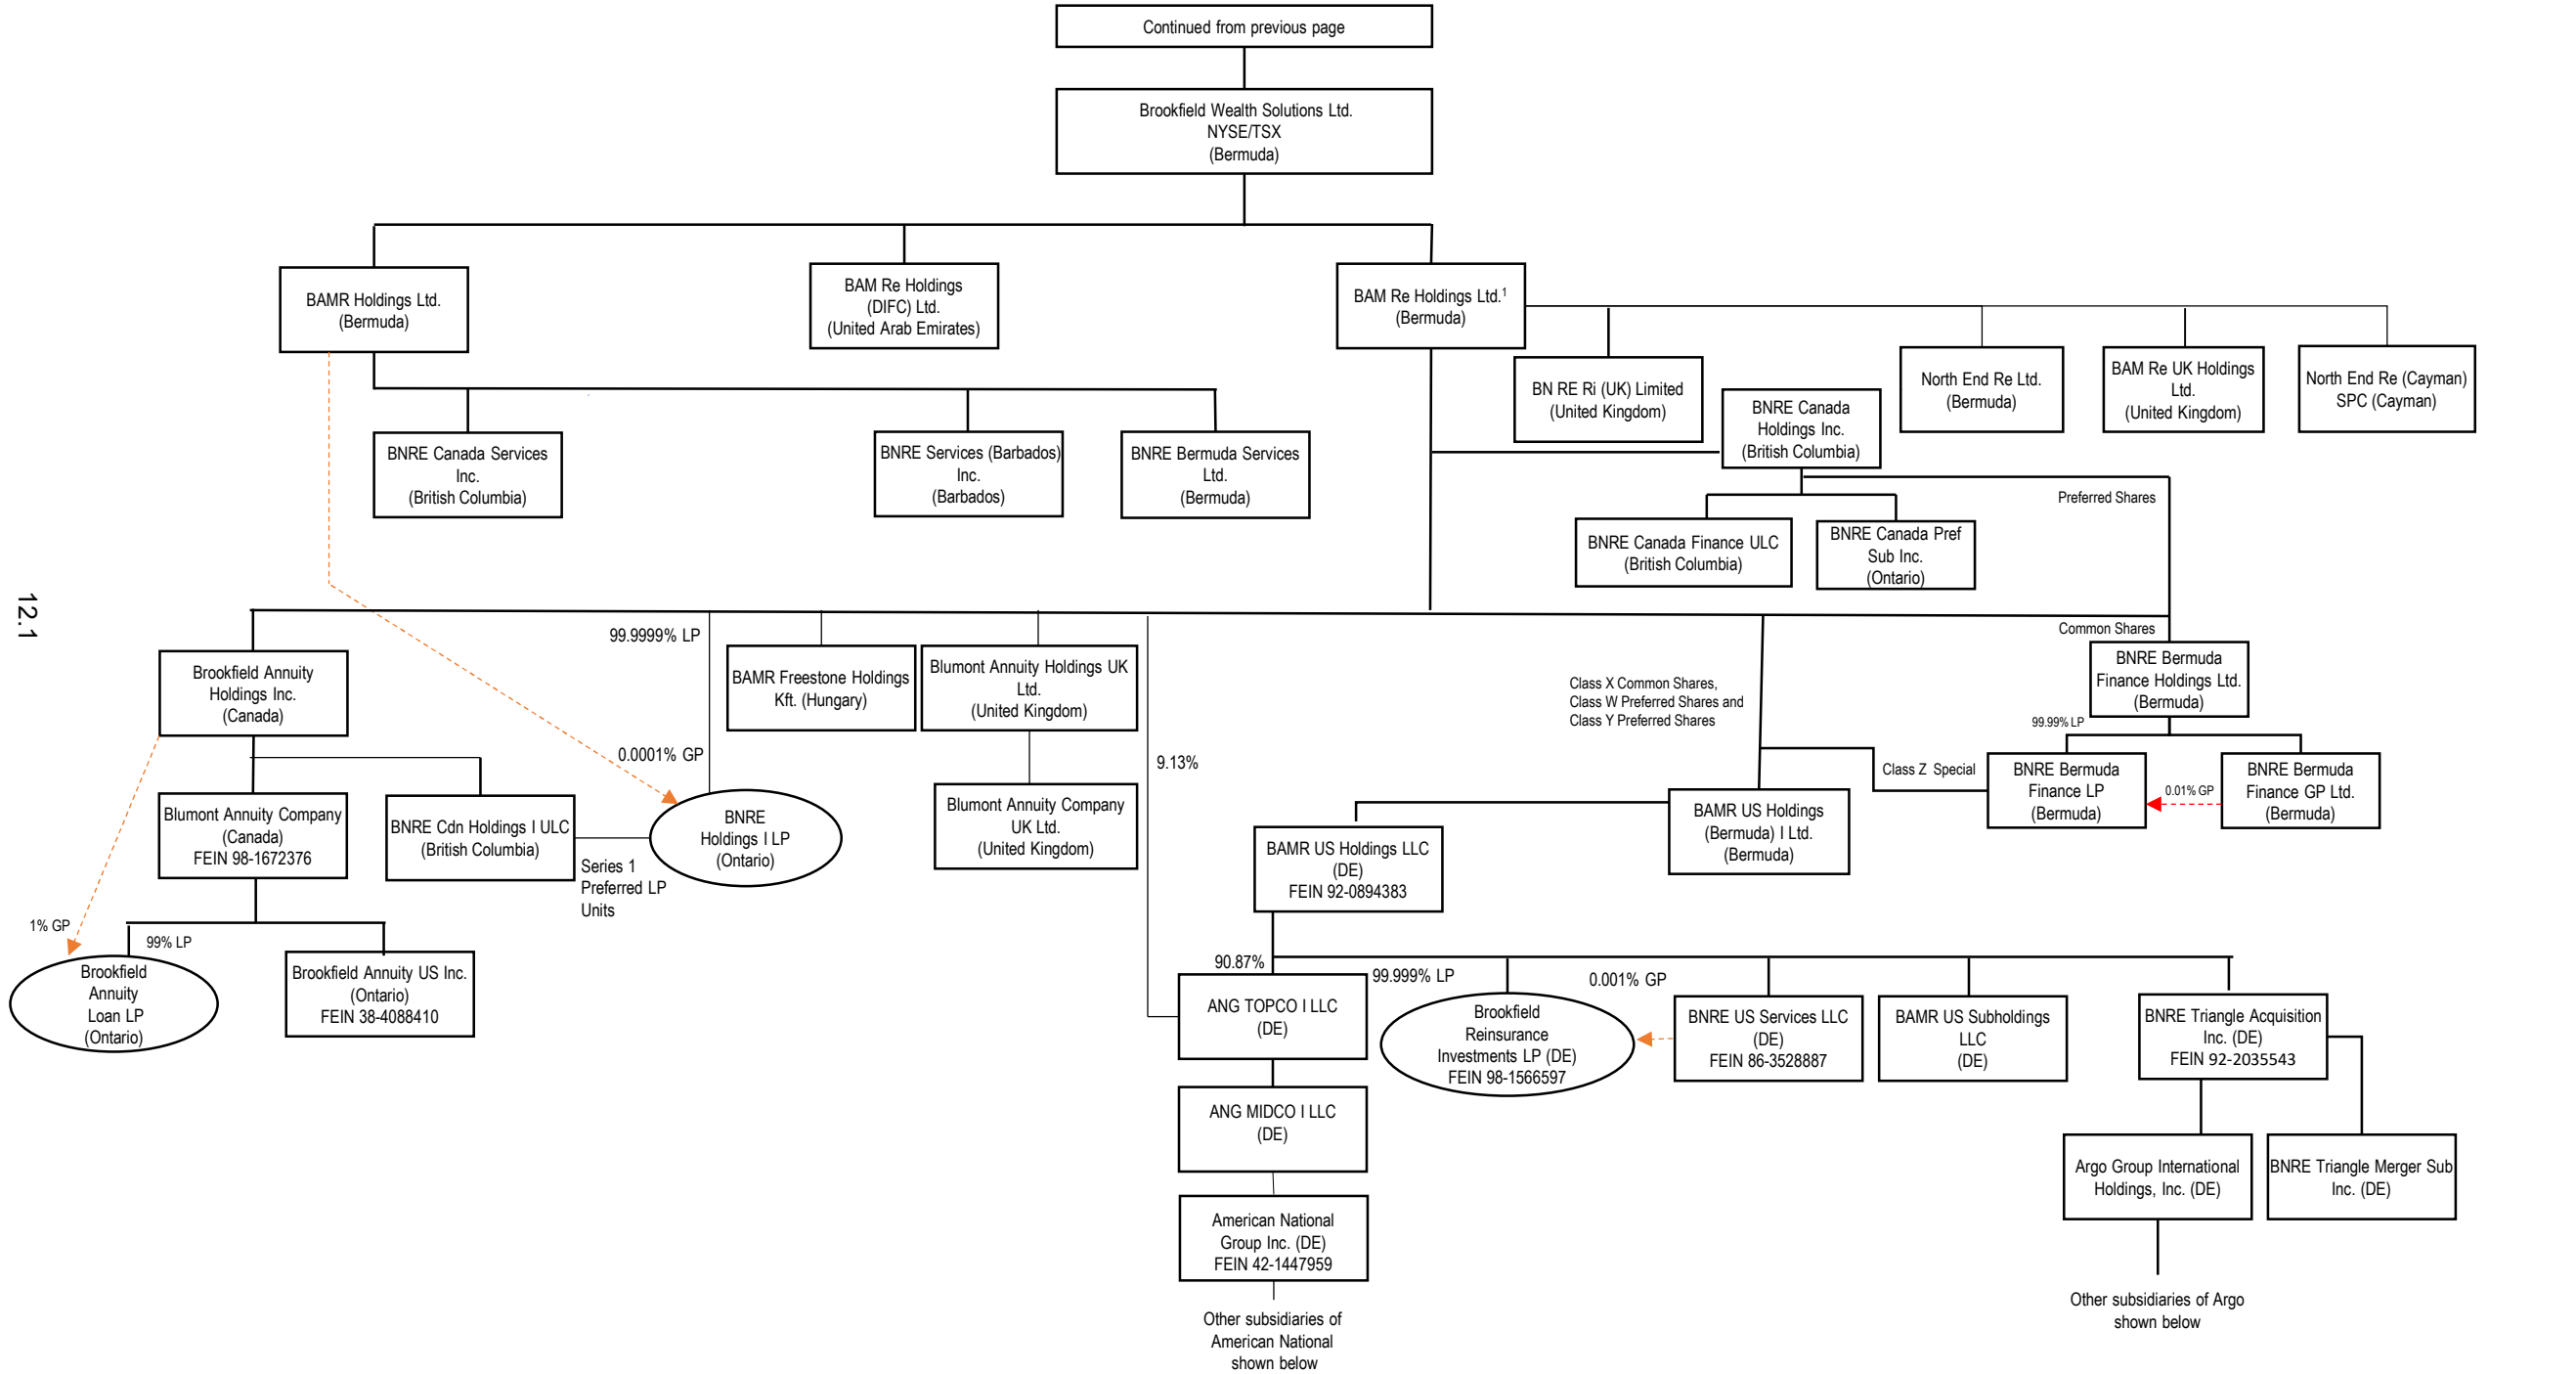 Continued from previous page
Brookfield Wealth Solutions Ltd.
NYSE/TSX
(Bermuda)
BAMR Holdings Ltd.
(Bermuda)
BAM Re Holdings
(DIFC) Ltd.
(United Arab Emirates)
BAM Re Holdings Ltd.¹
(Bermuda)
BN RE Ri (UK) Limited
(United Kingdom)
BNRE Canada
Holdings Inc.
(British Columbia)
North End Re Ltd.
(Bermuda)
BAM Re UK Holdings
Ltd.
(United Kingdom)
North End Re (Cayman)
SPC (Cayman)
BNRE Canada Services
Inc.
(British Columbia)
BNRE Services (Barbados)
Inc.
(Barbados)
BNRE Bermuda Services
Ltd.
(Bermuda)
Preferred Shares
BNRE Canada Finance ULC
(British Columbia)
BNRE Canada Pref
Sub Inc.
(Ontario)
12.1
99.9999% LP
Common Shares
Brookfield Annuity
Holdings Inc.
(Canada)
BAMR Freestone Holdings
Kft. (Hungary)
Blumont Annuity Holdings UK
Ltd.
(United Kingdom)
Class X Common Shares,
Class W Preferred Shares and
Class Y Preferred Shares
BNRE Bermuda
Finance Holdings Ltd.
(Bermuda)
99.99% LP
0.0001% GP
9.13%
Class Z Special
BNRE Bermuda
Finance LP
(Bermuda)
0.01% GP
BNRE Bermuda
Finance GP Ltd.
(Bermuda)
Blumont Annuity Company
(Canada)
FEIN 98-1672376
BNRE Cdn Holdings I ULC
(British Columbia)
Series 1
Preferred LP
Units
BNRE
Holdings I LP
(Ontario)
Blumont Annuity Company
UK Ltd.
(United Kingdom)
BAMR US Holdings
(Bermuda) I Ltd.
(Bermuda)
BAMR US Holdings LLC
(DE)
FEIN 92-0894383
1% GP
99% LP
Brookfield
Annuity
Loan LP
(Ontario)
Brookfield Annuity US Inc.
(Ontario)
FEIN 38-4088410
90.87%
99.999% LP
0.001% GP
ANG TOPCO I LLC
(DE)
Brookfield
Reinsurance
Investments LP (DE)
FEIN 98-1566597
BNRE US Services LLC
(DE)
FEIN 86-3528887
BAMR US Subholdings
LLC
(DE)
BNRE Triangle Acquisition
Inc. (DE)
FEIN 92-2035543
ANG MIDCO I LLC
(DE)
Argo Group International
Holdings, Inc. (DE)
BNRE Triangle Merger Sub
Inc. (DE)
American National
Group Inc. (DE)
FEIN 42-1447959
Other subsidiaries of
American National
shown below
Other subsidiaries of Argo
shown below